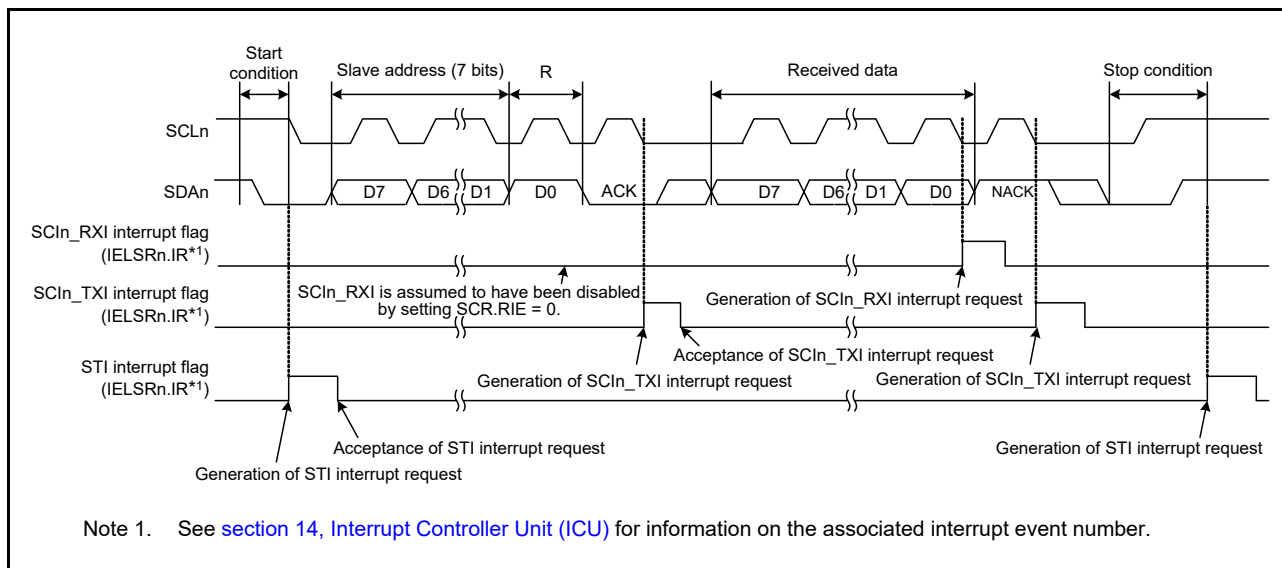 Start
condition
Slave address (7 bits)
R
Received data
Stop condition
SCLn
SDAn
D7
D6
D1
D0
ACK
D7
D6
D1
D0
NACK
SCIn_RXI interrupt flag
(IELSRn.IR*1)
SCIn_RXI is assumed to have been disabled
by setting SCR.RIE = 0.
Generation of SCIn_RXI interrupt request
SCIn_TXI interrupt flag
(IELSRn.IR*1)
Acceptance of SCIn_TXI interrupt request
Generation of SCIn_TXI interrupt request
Generation of SCIn_TXI interrupt request
STI interrupt flag
(IELSRn.IR*1)
Acceptance of STI interrupt request
Generation of STI interrupt request
Generation of STI interrupt request
Note 1. See section 14, Interrupt Controller Unit (ICU) for information on the associated interrupt event number.